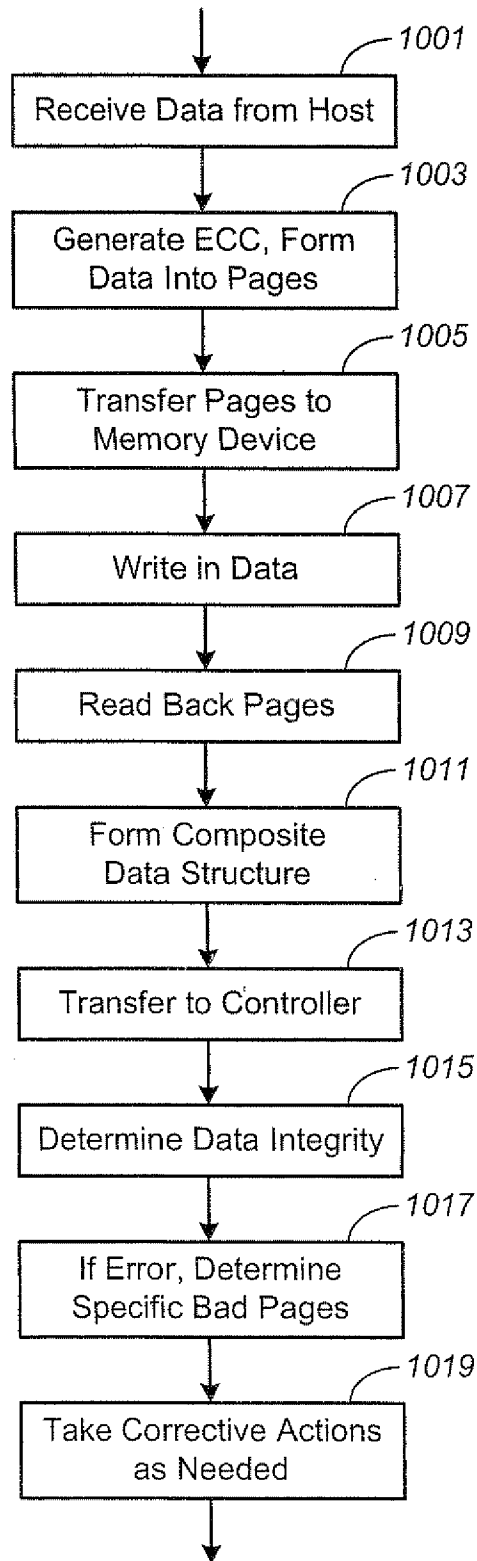 1001
Receive Data from Host
1003
Generate ECC, Form
Data Into Pages
1005
Transfer Pages to
Memory Device
1007
Write in Data
1009
Read Back Pages
1011
Form Composite
Data Structure
1013
Transfer to Controller
1015
Determine Data Integrity
1017
If Error, Determine
Specific Bad Pages
1019
Take Corrective Actions
as Needed